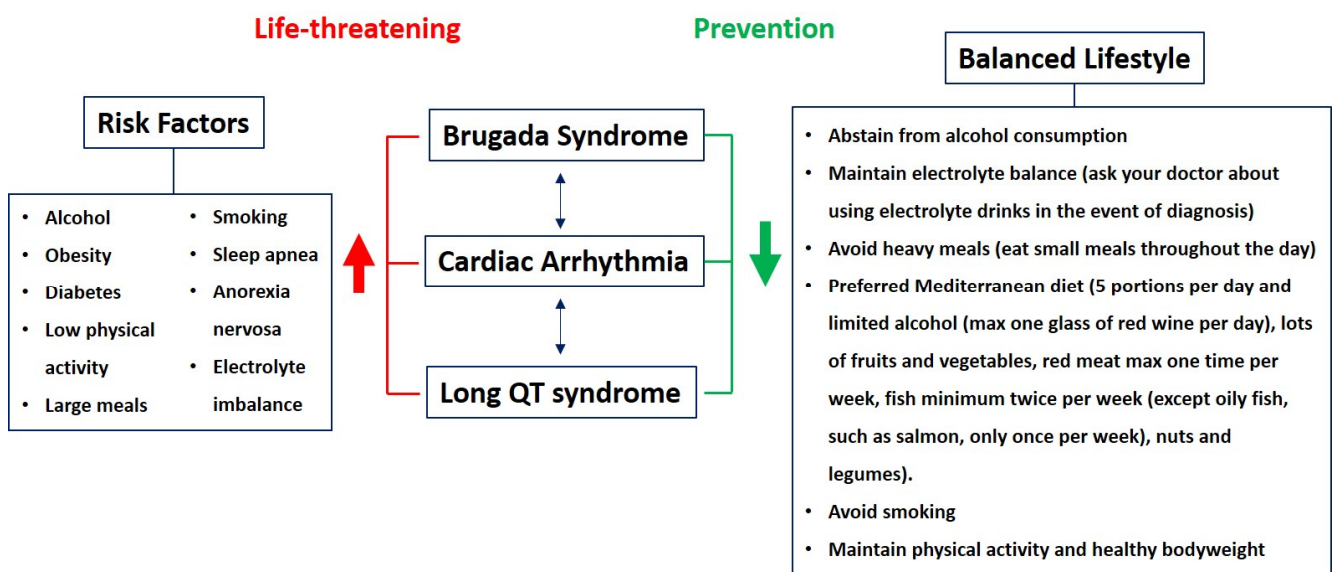 Life-threatening
Prevention
Balanced Lifestyle
Risk Factors
• Alcohol
• Obesity
• Diabetes
• Low physical
activity
• Large meals
• Smoking
• Sleep apnea
• Anorexia
nervosa
• Electrolyte
imbalance
Brugada Syndrome
Cardiac Arrhythmia
Long QT syndrome
• Abstain from alcohol consumption
• Maintain electrolyte balance (ask your doctor about
using electrolyte drinks in the event of diagnosis)
• Avoid heavy meals (eat small meals throughout the day)
• Preferred Mediterranean diet (5 portions per day and
limited alcohol (max one glass of red wine per day), lots
of fruits and vegetables, red meat max one time per
week, fish minimum twice per week (except oily fish,
such as salmon, only once per week), nuts and
legumes).
• Avoid smoking
• Maintain physical activity and healthy bodyweight